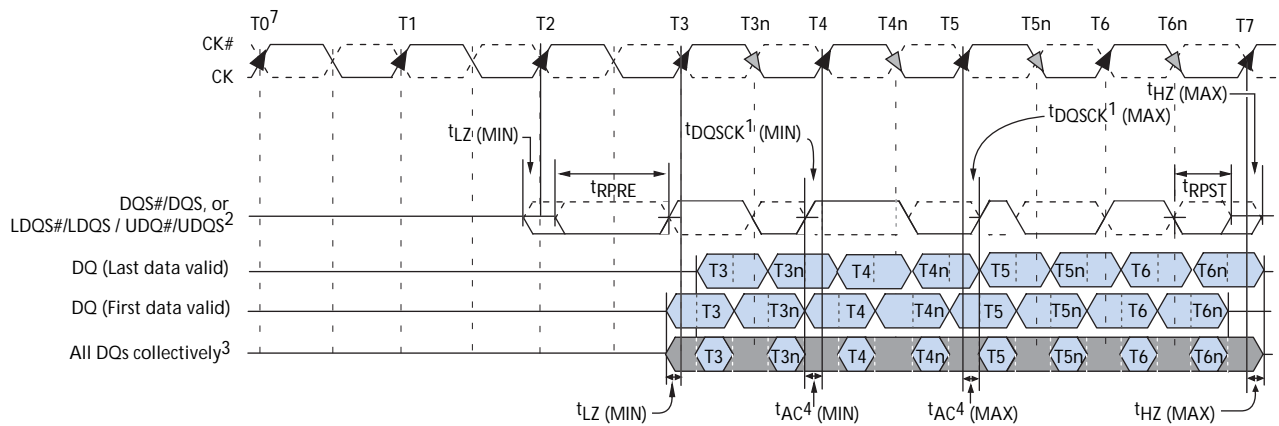 T0⁷ T1 T2 T3 T3n T4 T4n T5 T5n T6 T6n T7
CK#
CK
tHZ (MAX)
tLZ (MIN) tDQSCK¹ (MIN) tDQSCK¹ (MAX)
tRPRE tRPST
DQS#/DQS, or
LDQS#/LDQS / UDQ#/UDQS²
DQ (Last data valid) T3 T3n T4 T4n T5 T5n T6 T6n
DQ (First data valid) T3 T3n T4 T4n T5 T5n T6 T6n
All DQs collectively³ T3 T3n T4 T4n T5 T5n T6 T6n
tLZ (MIN) tAC⁴ (MIN) tAC⁴ (MAX) tHZ (MAX)